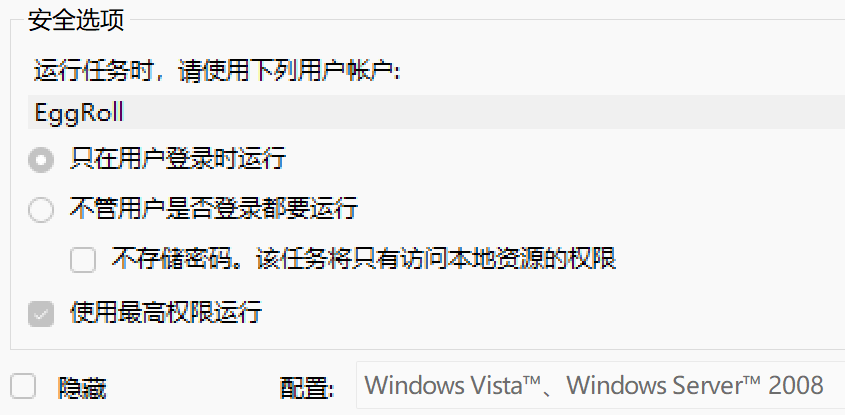 安全选项
运行任务时，请使用下列用户帐户:
EggRoll
只在用户登录时运行
不管用户是否登录都要运行
不存储密码。该任务将只有访问本地资源的权限
使用最高权限运行
隐藏 配置: Windows Vista™、Windows Server™ 2008